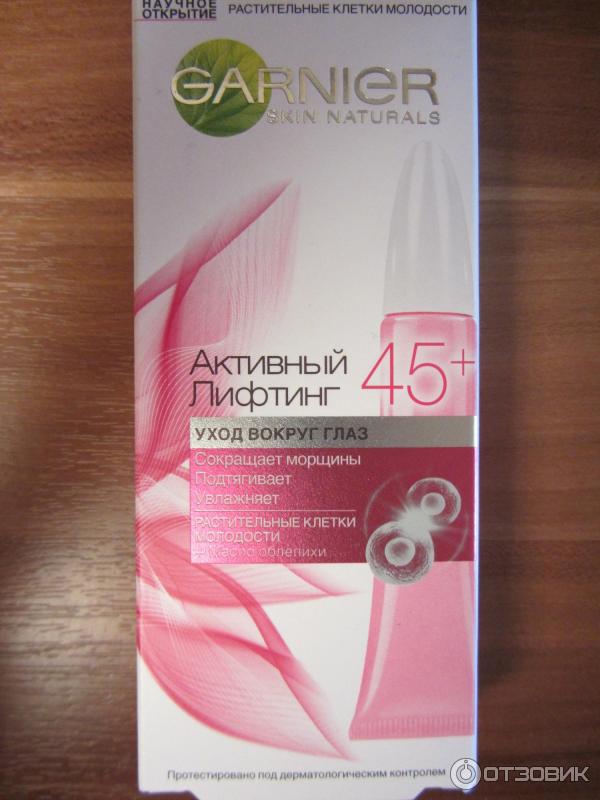 НАУЧНОЕ
ОТКРЫТИЕ
РАСТИТЕЛЬНЫЕ КЛЕТКИ МОЛОДОСТИ
GARNIER
SKIN NATURALS
Активный
Лифтинг
45+
УХОД ВОКРУГ ГЛАЗ
Сокращает морщины
Подтягивает
Увлажняет
РАСТИТЕЛЬНЫЕ КЛЕТКИ
МОЛОДОСТИ
+ Масло облепихи
Протестировано под дерматологическим контролем
ОТЗОВИК